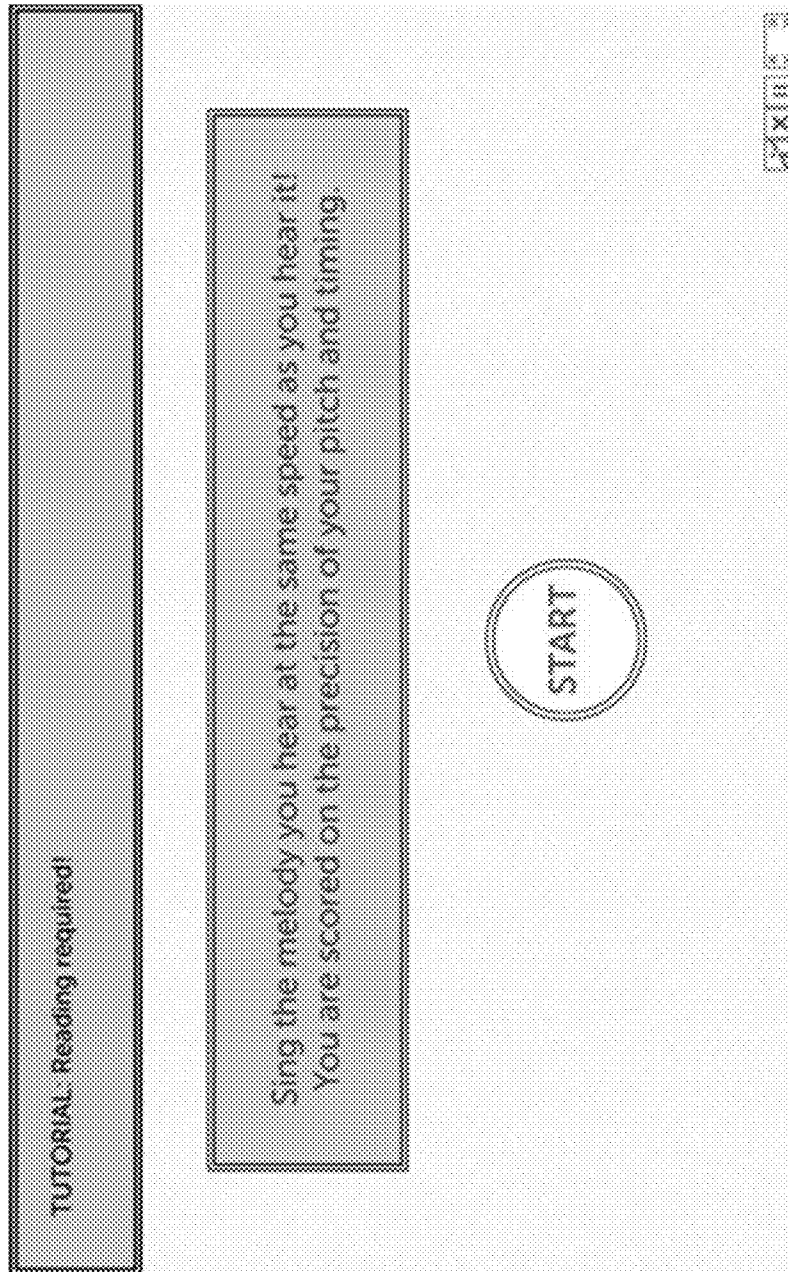 TUTORIAL: Reading required!
Sing the melody you hear at the same speed as you hear it!
You are scored on the precision of your pitch and timing.
START